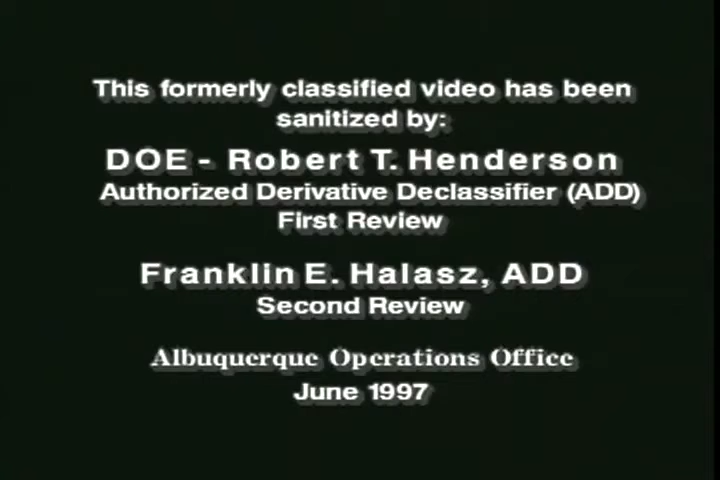 This formerly classified video has been
sanitized by:
DOE - Robert T. Henderson
Authorized Derivative Declassifier (ADD)
First Review
Franklin E. Halasz, ADD
Second Review
Albuquerque Operations Office
June 1997